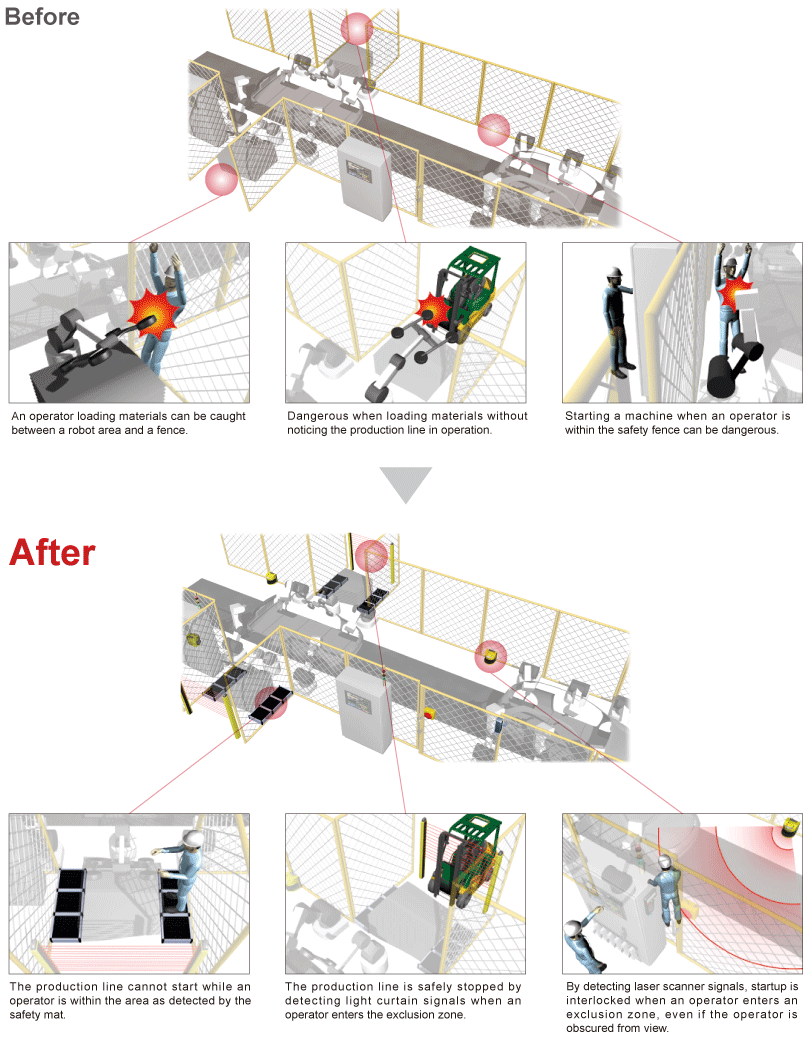 Before
An operator loading materials can be caught
between a robot area and a fence.
Dangerous when loading materials without
noticing the production line in operation.
Starting a machine when an operator is
within the safety fence can be dangerous.
After
The production line cannot start while an
operator is within the area as detected by the
safety mat.
The production line is safely stopped by
detecting light curtain signals when an
operator enters the exclusion zone.
By detecting laser scanner signals, startup is
interlocked when an operator enters an
exclusion zone, even if the operator is
obscured from view.